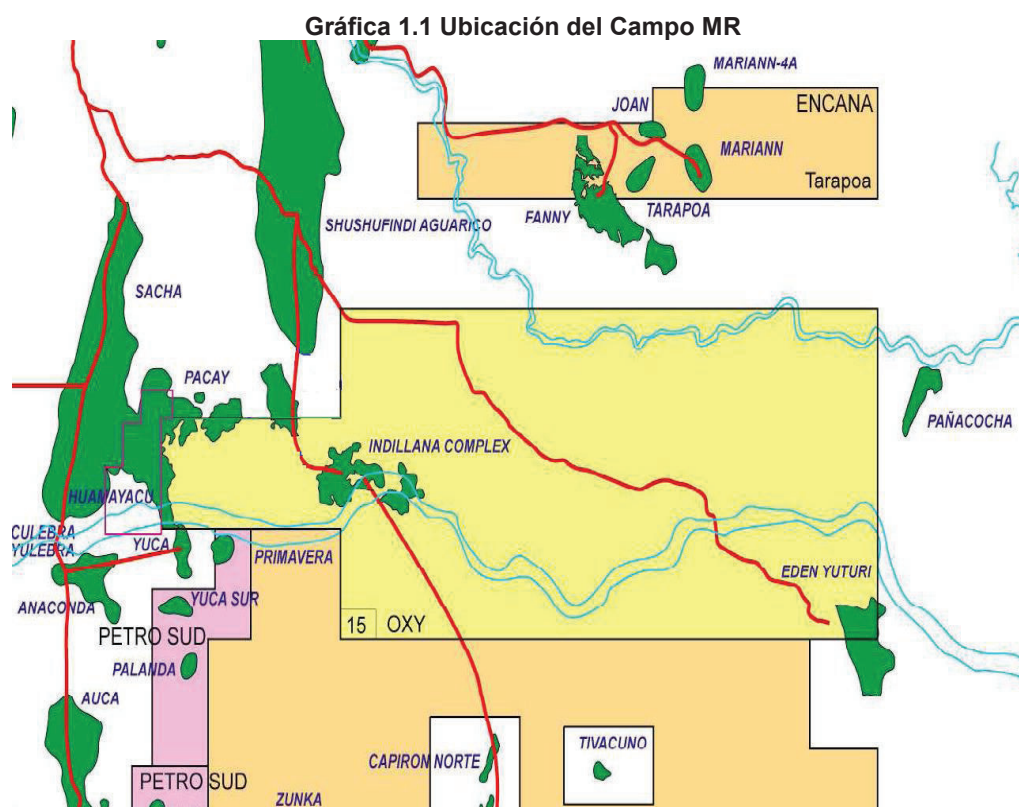 Gráfica 1.1 Ubicación del Campo MR
MARIANN-4A
JOAN
ENCANA
MARIANN
Tarapoa
TARAPOA
FANNY
SHUSHUFINDI AGUARICO
SACHA
PACAY
PAÑACOCHA
INDILLANA COMPLEX
HUAMAYACU
CULEBRA
YULEBRA
YUCA
PRIMAVERA
EDEN YUTURI
ANACONDA
YUCA SUR
15 OXY
PETRO SUD
PALANDA
AUCA
CAPIRON NORTE
TIVACUNO
PETRO SUD
ZUNKA